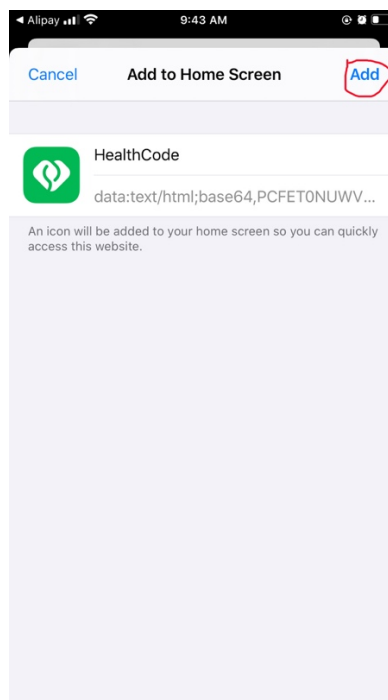 Alipay
9:43 AM
Cancel
Add to Home Screen
Add
HealthCode
data:text/html;base64,PCFET0NUWV...
An icon will be added to your home screen so you can quickly
access this website.